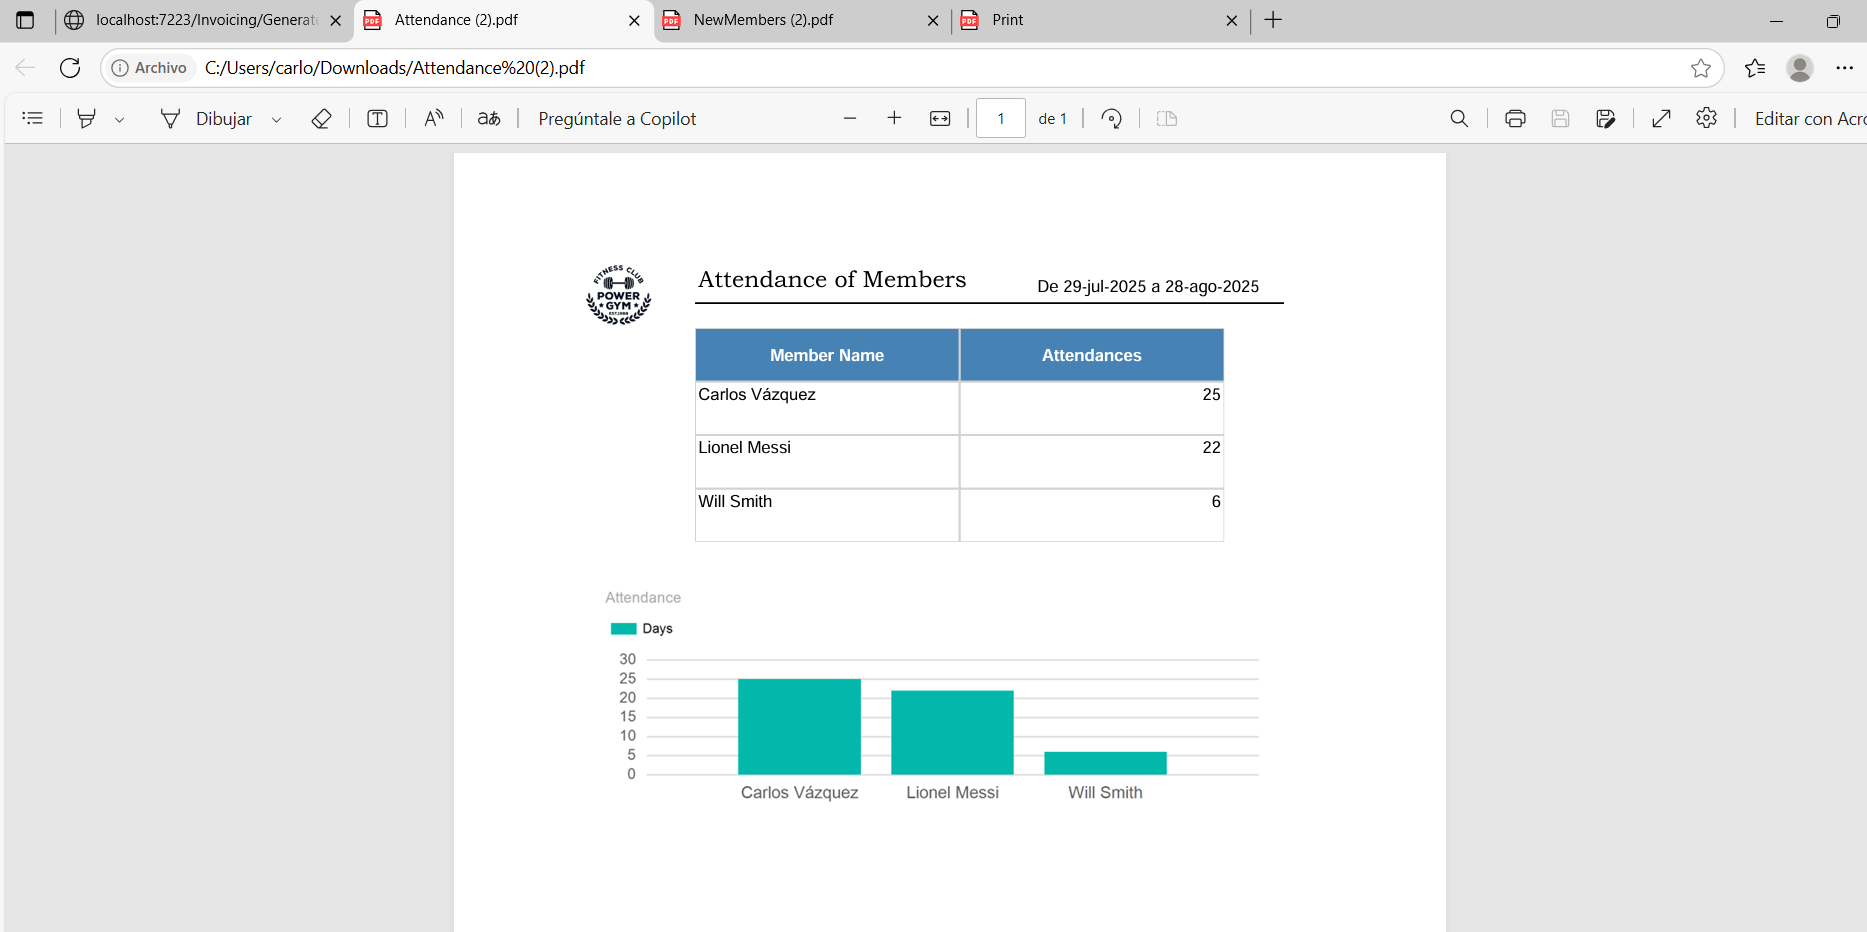 localhost:7223/Invoicing/Generat
Attendance (2).pdf
NewMembers (2).pdf
Print
Archivo
C:/Users/carlo/Downloads/Attendance%20(2).pdf
Dibujar
Pregúntale a Copilot
1
de 1
Editar con Acro
FITNESS CLUB
POWER
GYM
Attendance of Members
De 29-jul-2025 a 28-ago-2025
Member Name Attendances
Carlos Vázquez 25
Lionel Messi 22
Will Smith 6
Attendance
Days
30
25
20
15
10
5
0
Carlos Vázquez Lionel Messi Will Smith